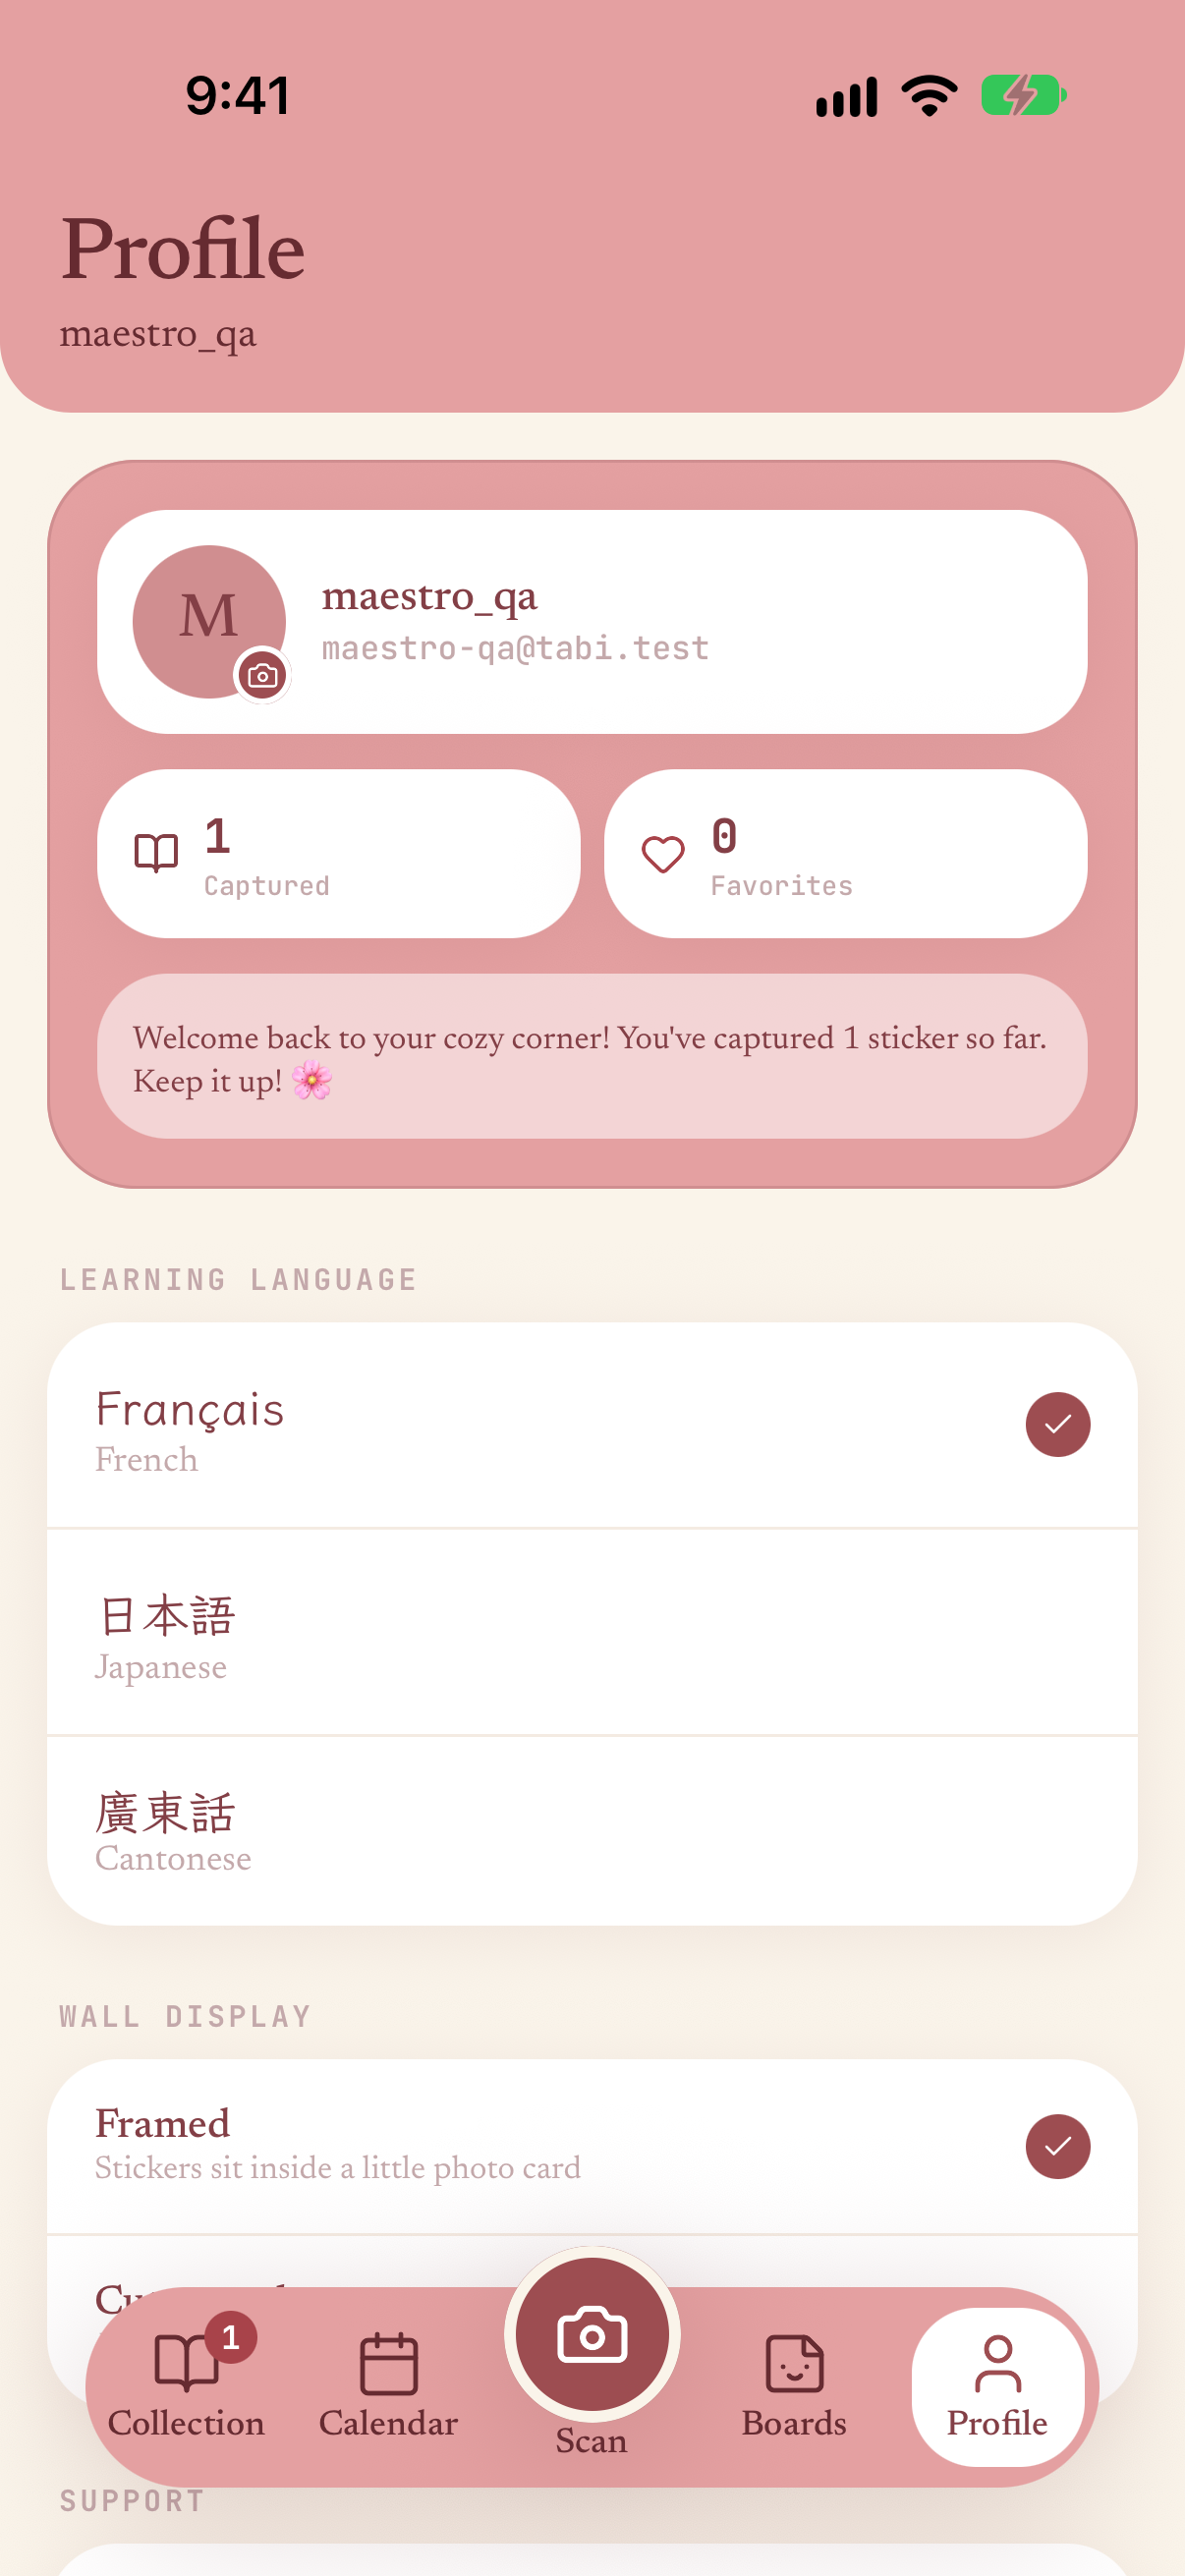 9:41
Profile
maestro_qa
M
maestro_qa
maestro-qa@tabi.test
1
Captured
0
Favorites
Welcome back to your cozy corner! You've captured 1 sticker so far.
Keep it up! 🌸
LEARNING LANGUAGE
Français
French
日本語
Japanese
廣東話
Cantonese
WALL DISPLAY
Framed
Stickers sit inside a little photo card
1
Collection
Calendar
Scan
Boards
Profile
SUPPORT